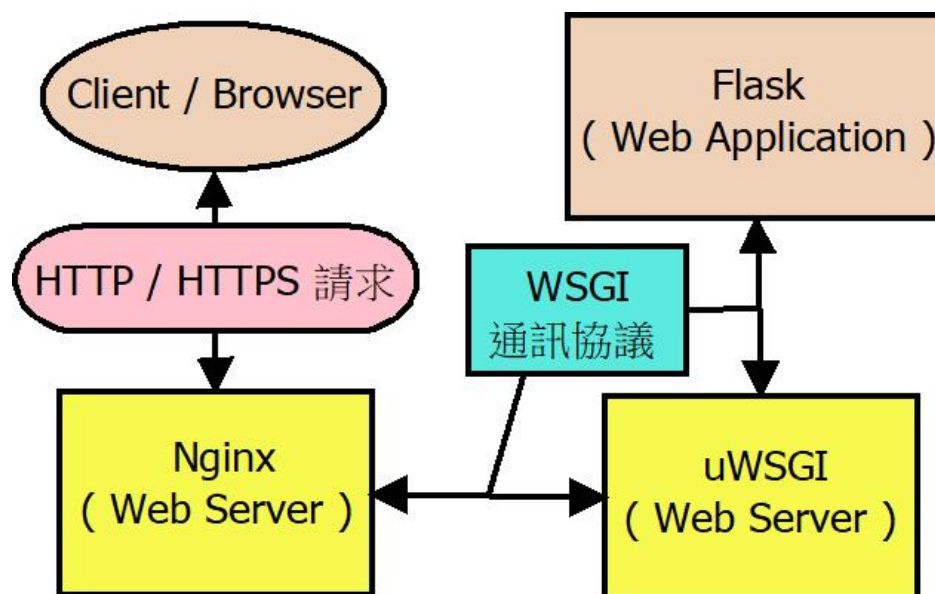 Client / Browser
Flask
( Web Application )
HTTP / HTTPS 請求
WSGI
通訊協議
Nginx
( Web Server )
uWSGI
( Web Server )